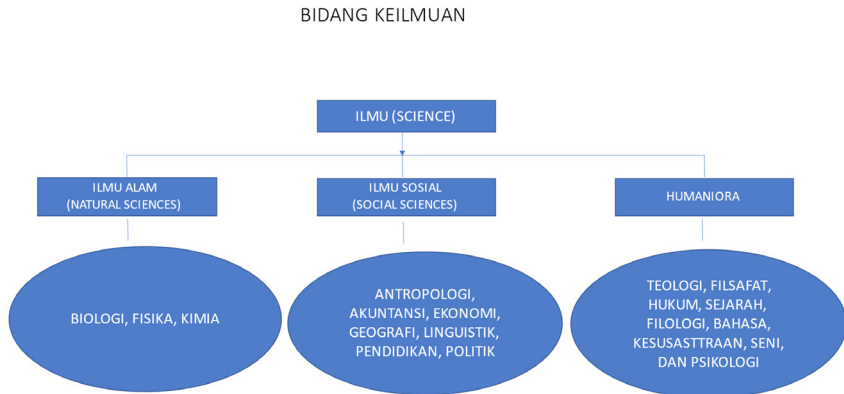 BIDANG KEILMUAN
ILMU (SCIENCE)
ILMU ALAM
(NATURAL SCIENCES)
ILMU SOSIAL
(SOCIAL SCIENCES)
HUMANIORA
BIOLOGI, FISIKA, KIMIA
ANTROPOLOGI,
AKUNTANSI, EKONOMI,
GEOGRAFI, LINGUISTIK,
PENDIDIKAN, POLITIK
TEOLOGI, FILSAFAT,
HUKUM, SEJARAH,
FILOLOGI, BAHASA,
KESUSASTTRAAN, SENI,
DAN PSIKOLOGI